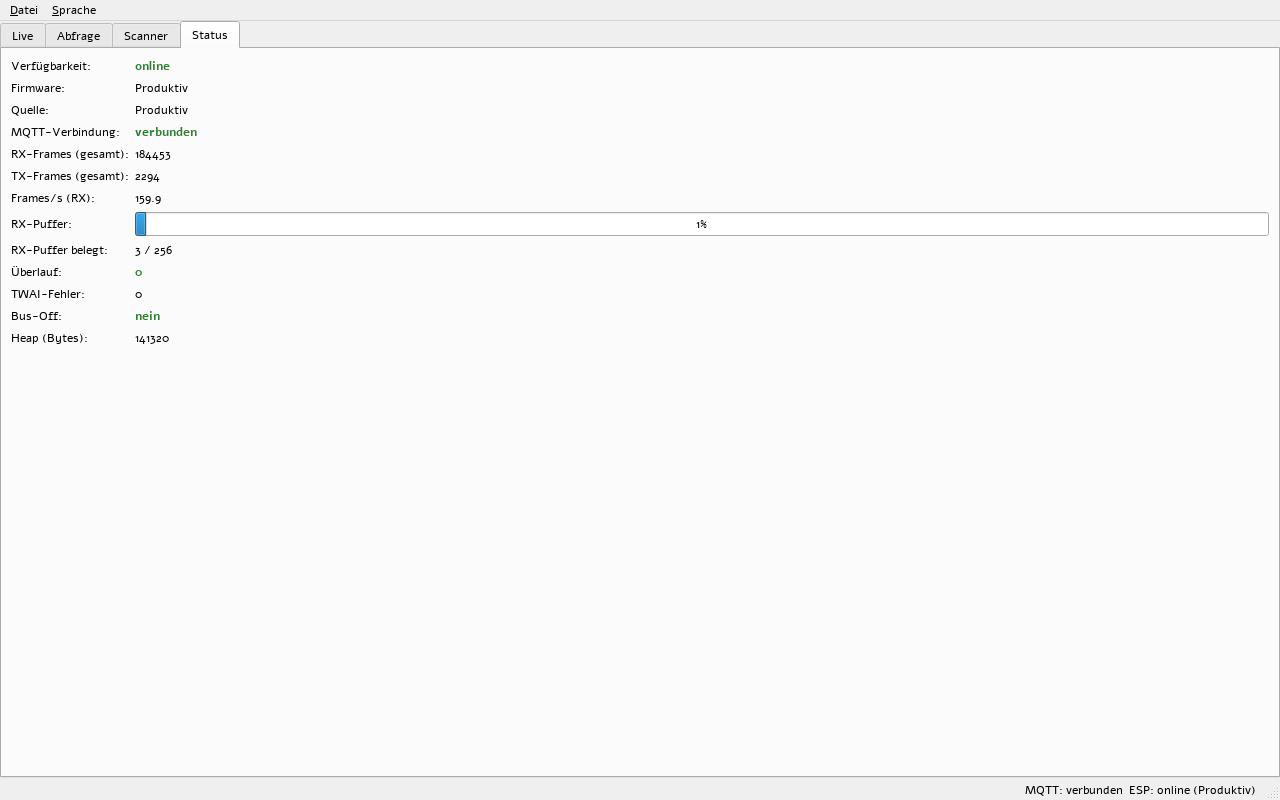 Datei Sprache
Live Abfrage Scanner Status
Verfügbarkeit: online
Firmware: Produktiv
Quelle: Produktiv
MQTT-Verbindung: verbunden
RX-Frames (gesamt): 184453
TX-Frames (gesamt): 2294
Frames/s (RX): 159.9
RX-Puffer: 1%
RX-Puffer belegt: 3 / 256
Überlauf: 0
TWAI-Fehler: 0
Bus-Off: nein
Heap (Bytes): 141320
MQTT: verbunden ESP: online (Produktiv)